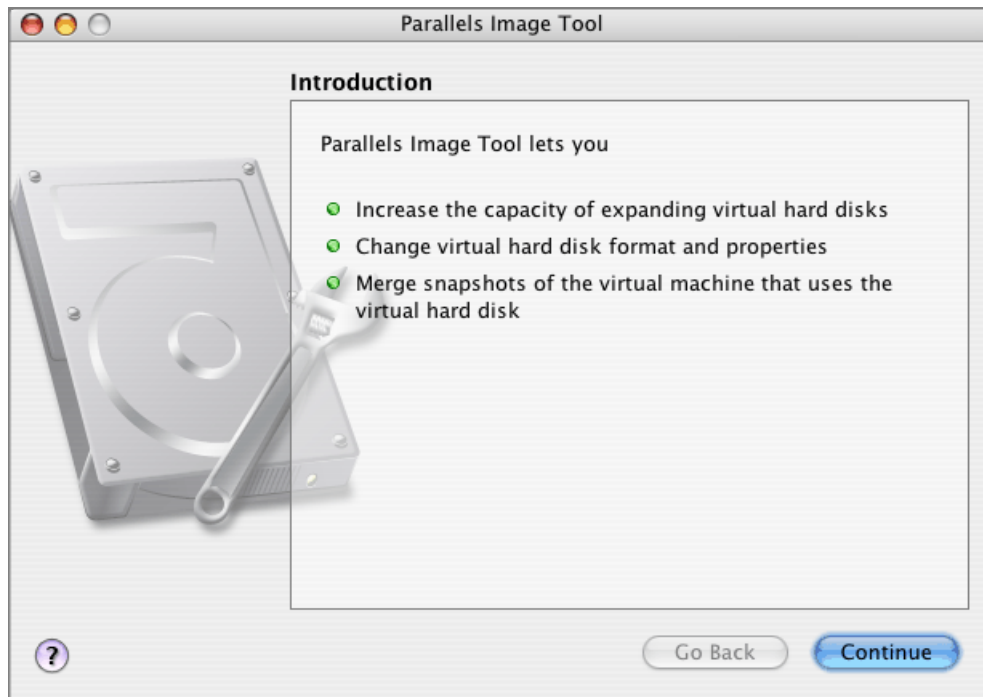 Parallels Image Tool
Introduction
Parallels Image Tool lets you
Increase the capacity of expanding virtual hard disks
Change virtual hard disk format and properties
Merge snapshots of the virtual machine that uses the
virtual hard disk
?
Go Back
Continue